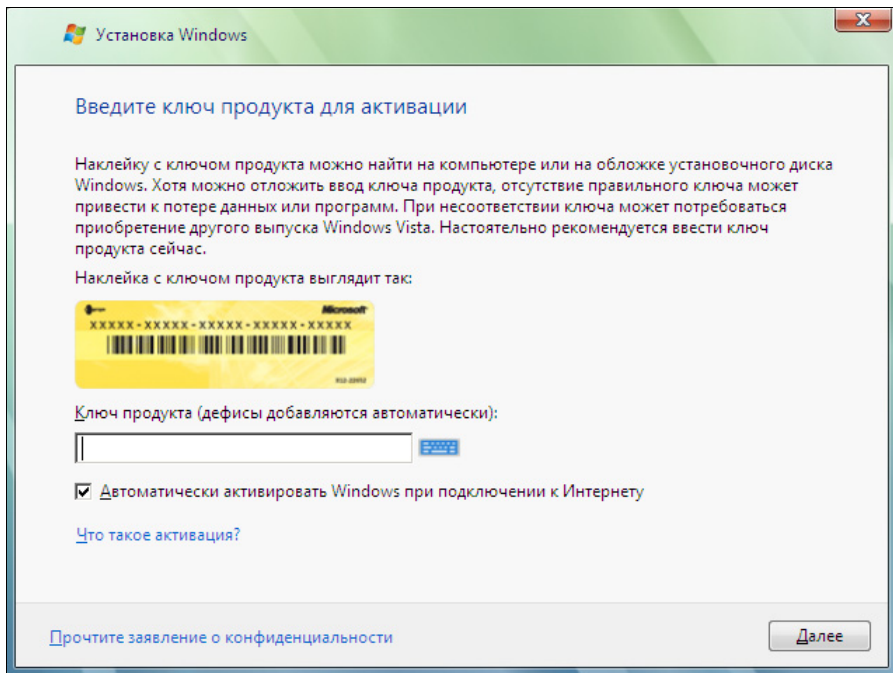 Установка Windows
Введите ключ продукта для активации
Наклейку с ключом продукта можно найти на компьютере или на обложке установочного диска
Windows. Хотя можно отложить ввод ключа продукта, отсутствие правильного ключа может
привести к потере данных или программ. При несоответствии ключа может потребоваться
приобретение другого выпуска Windows Vista. Настоятельно рекомендуется ввести ключ
продукта сейчас.
Наклейка с ключом продукта выглядит так:
Microsoft
XXXXX-XXXXX-XXXXX-XXXXX-XXXXX
Ключ продукта (дефисы добавляются автоматически):
Автоматически активировать Windows при подключении к Интернету
Что такое активация?
Прочтите заявление о конфиденциальности
Далее